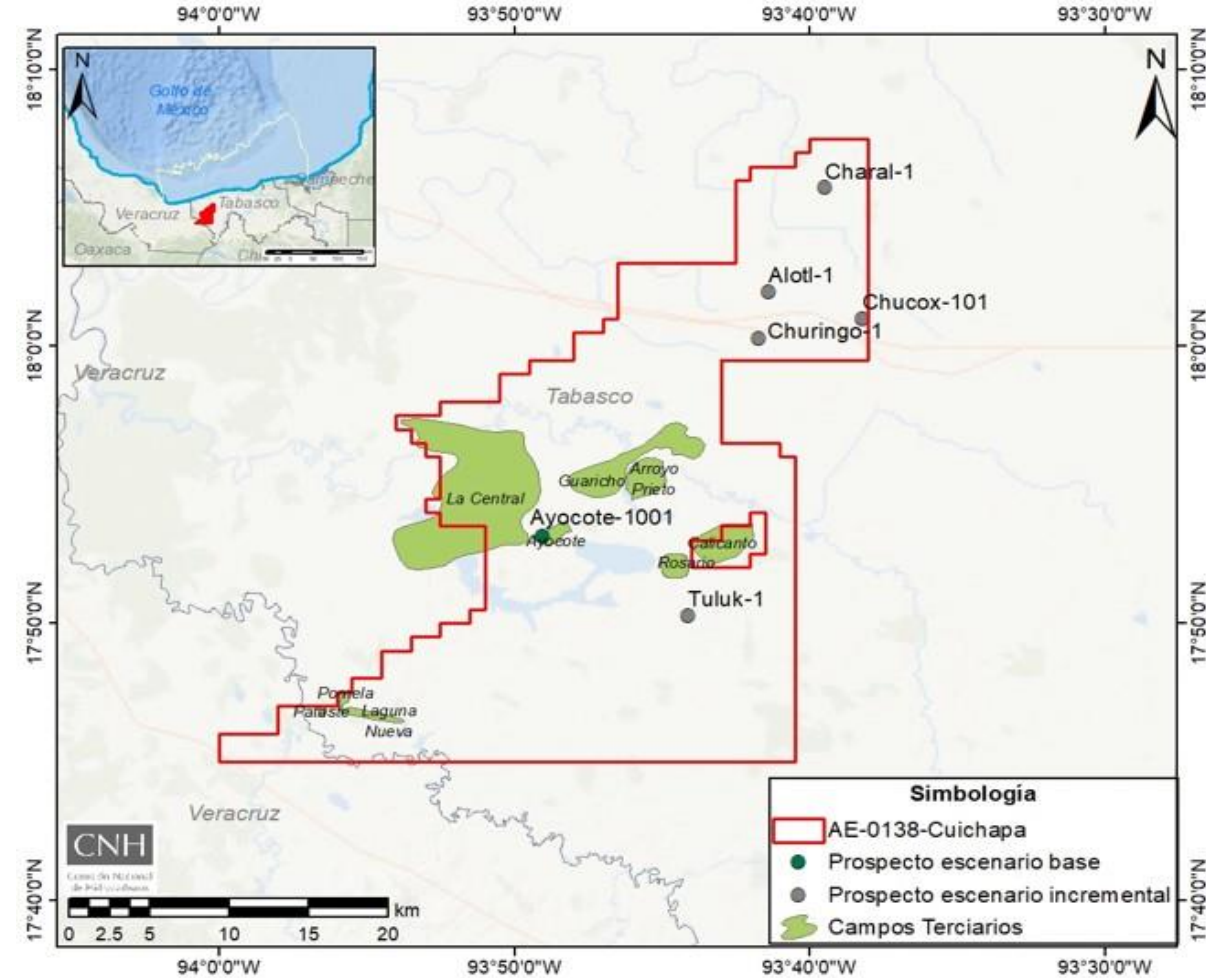 94°0'0"W
93°50'0"W
93°40'0"W
93°30'0"W
18°10'0"N
18°10'0"N
N
N
Golfo de
México
Campeche
Tabasco
Veracruz
Oaxaca
Charal-1
Alotl-1
Chucox-101
Churingo-1
18°0'0"N
18°0'0"N
Veracruz
Tabasco
Guaricho
Arroyo
Prieto
La Central
Ayocote-1001
Ayocote
Calicanto
Rosario
Tuluk-1
17°50'0"N
17°50'0"N
Pomela
Paraiste
Laguna
Nueva
Veracruz
Simbología
AE-0138-Cuichapa
Prospecto escenario base
Prospecto escenario incremental
Campos Terciarios
CNH
Comisión Nacional
de Hidrocarburos
km
0 2.5 5 10 15 20
17°40'0"N
17°40'0"N
94°0'0"W
93°50'0"W
93°40'0"W
93°30'0"W